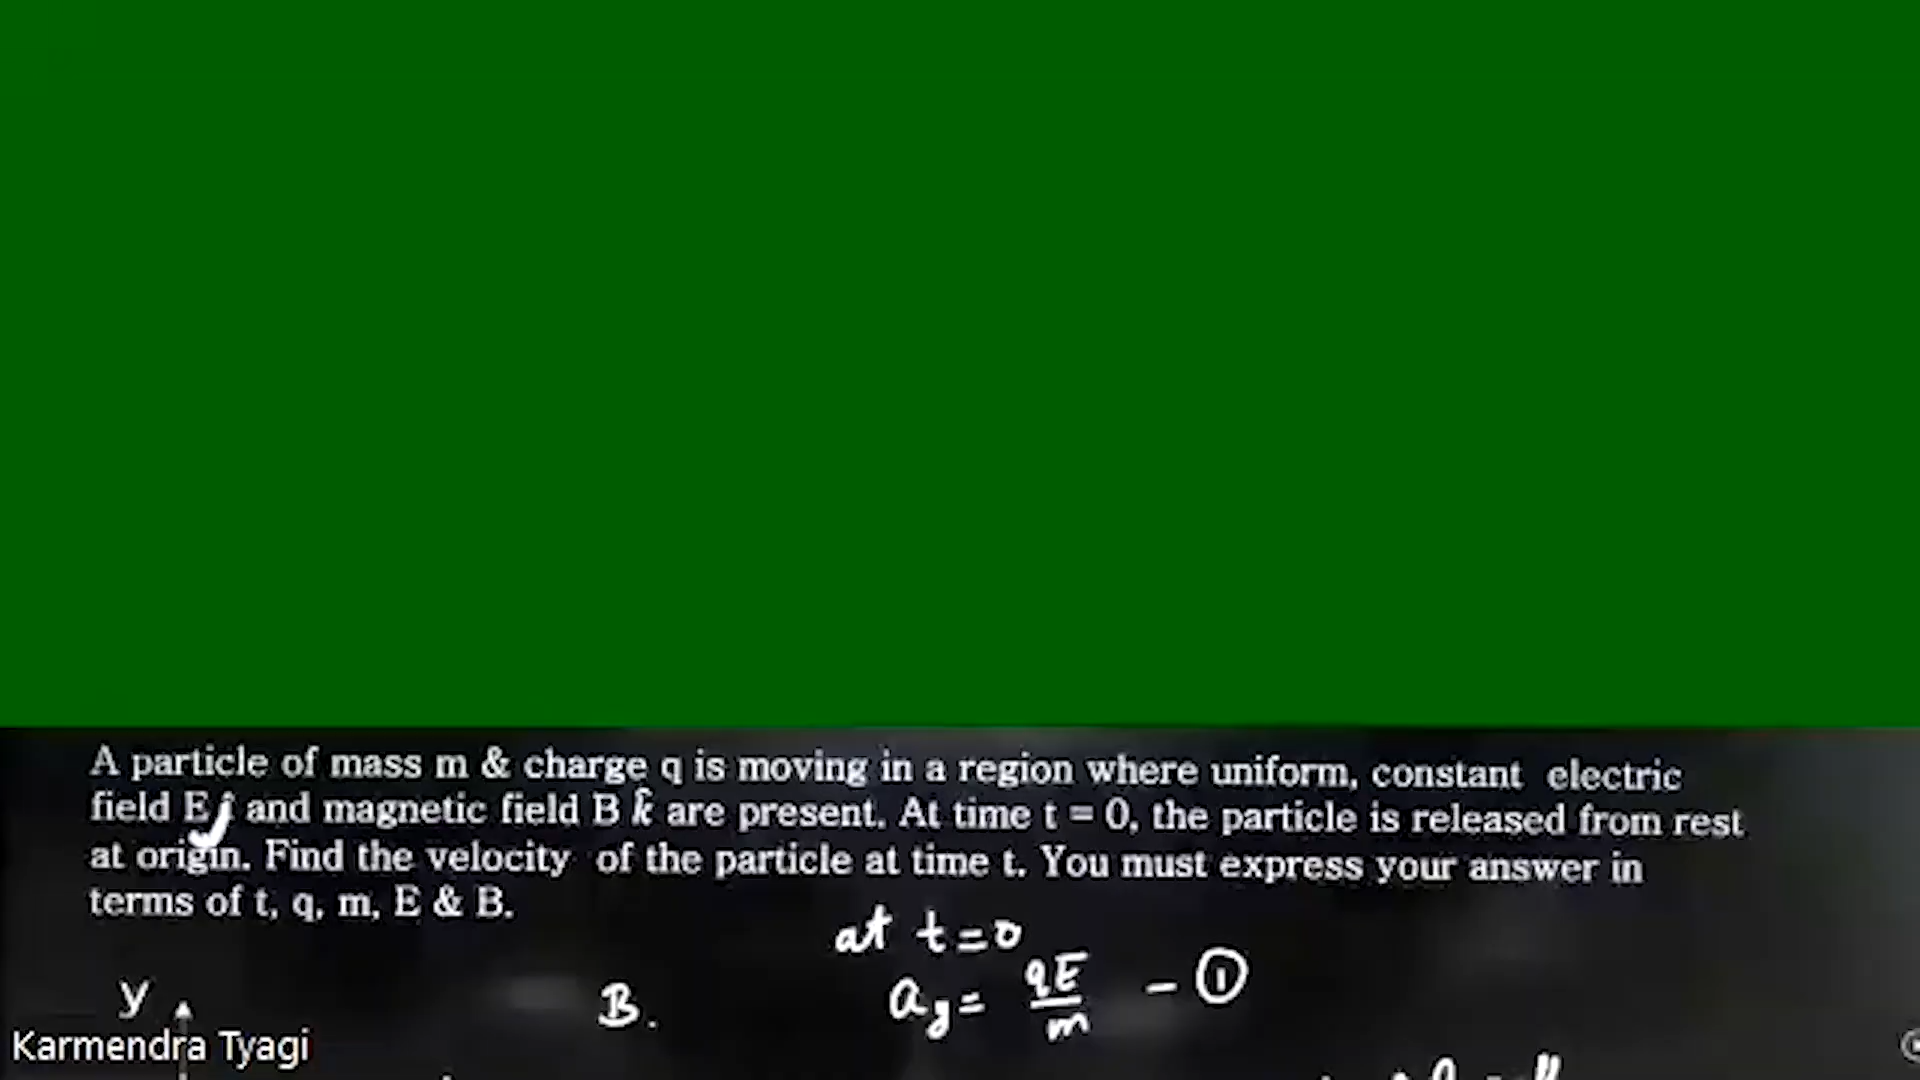 A particle of mass m & charge q is moving in a region where uniform, constant electric
field E ĵ and magnetic field B k̂ are present. At time t = 0, the particle is released from rest
at origin. Find the velocity of the particle at time t. You must express your answer in
terms of t, q, m, E & B.
at t=0
y
B.
ay = qE/m - ①
Karmendra Tyagi